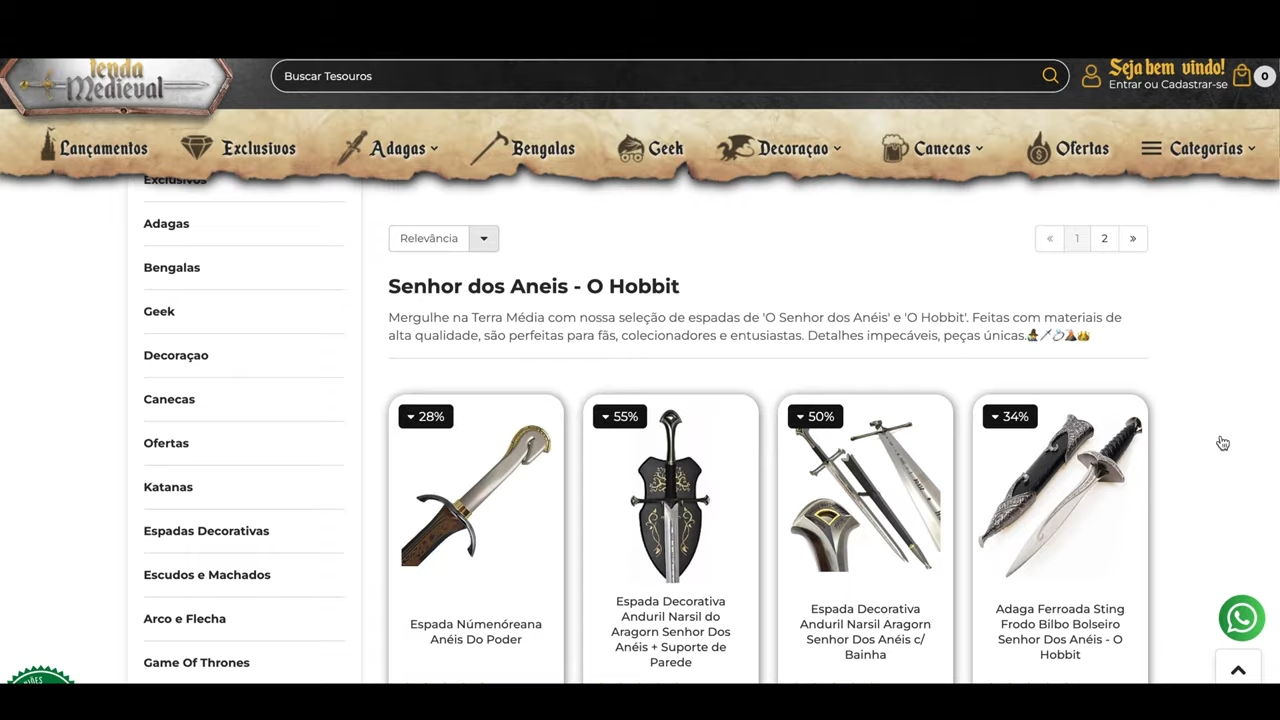 Tenda
Medieval
Buscar Tesouros
Seja bem vindo!
Entrar ou Cadastrar-se
0
Lançamentos
Exclusivos
Adagas
Bengalas
Geek
Decoraçao
Canecas
Ofertas
Categorias
Exclusivos
Adagas
Bengalas
Geek
Decoraçao
Canecas
Ofertas
Katanas
Espadas Decorativas
Escudos e Machados
Arco e Flecha
Game Of Thrones
Relevância
« 1 2 »
Senhor dos Aneis - O Hobbit
Mergulhe na Terra Média com nossa seleção de espadas de 'O Senhor dos Anéis' e 'O Hobbit'. Feitas com materiais de
alta qualidade, são perfeitas para fãs, colecionadores e entusiastas. Detalhes impecáveis, peças únicas.
28%
Espada Númenóreana
Anéis Do Poder
55%
Espada Decorativa
Anduril Narsil do
Aragorn Senhor Dos
Anéis + Suporte de
Parede
50%
Espada Decorativa
Anduril Narsil Aragorn
Senhor Dos Anéis c/
Bainha
34%
Adaga Ferroada Sting
Frodo Bilbo Bolseiro
Senhor Dos Anéis - O
Hobbit